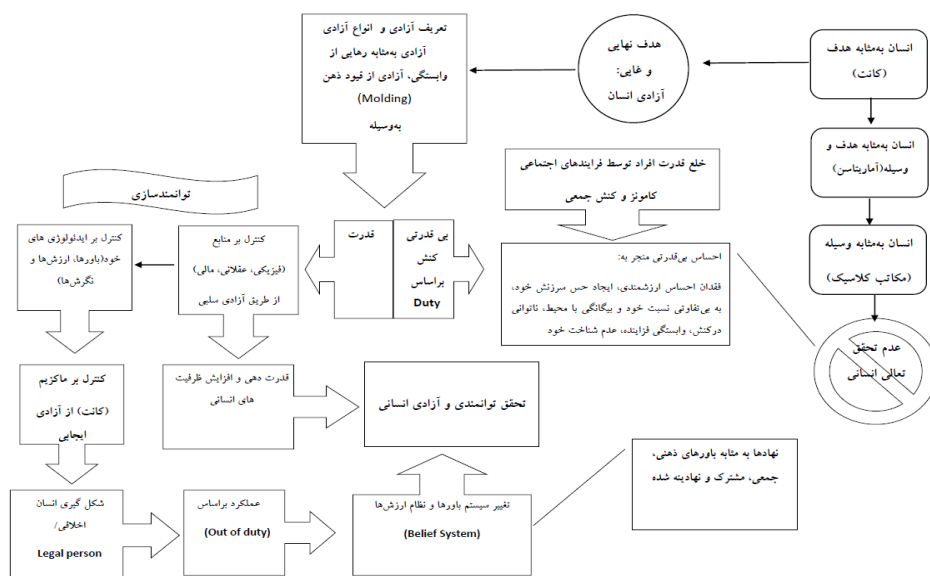 انسان به‌مثابه هدف
(کانت)
هدف نهایی
و غایی:
آزادی انسان
تعریف آزادی و انواع آزادی
آزادی به‌مثابه رهایی از
وابستگی، آزادی از قیود ذهن
(Molding)
به‌وسیله
انسان به‌مثابه هدف و
وسیله(آماریتاسن)
انسان به‌مثابه وسیله
(مکاتب کلاسیک)
عدم تحقق
تعالی انسانی
خلع قدرت افراد توسط فرایندهای اجتماعی
کامونز و کنش جمعی
احساس بی‌قدرتی منجر به:
فقدان احساس ارزشمندی، ایجاد حس سرزنش خود،
به بی‌تفاوتی نسبت خود و بیگانگی با محیط، ناتوانی
درکنش، وابستگی فزاینده، عدم شناخت خود
بی قدرتی
کنش
براساس
Duty
قدرت
توانمندسازی
کنترل بر منابع
(فیزیکی، عقلانی، مالی)
از طریق آزادی سلبی
کنترل بر ایدئولوژی های
خود(باورها، ارزش‌ها و
نگرش‌ها)
قدرت دهی و افزایش ظرفیت
های انسانی
تحقق توانمندی و آزادی انسانی
کنترل بر ماکزیم
(کانت) از آزادی
ایجابی
شکل گیری انسان
اخلاقی/
Legal person
عملکرد براساس
(Out of duty)
تغییر سیستم باورها و نظام ارزش‌ها
(Belief System)
نهادها به مثابه باورهای ذهنی،
جمعی، مشترک و نهادینه شده